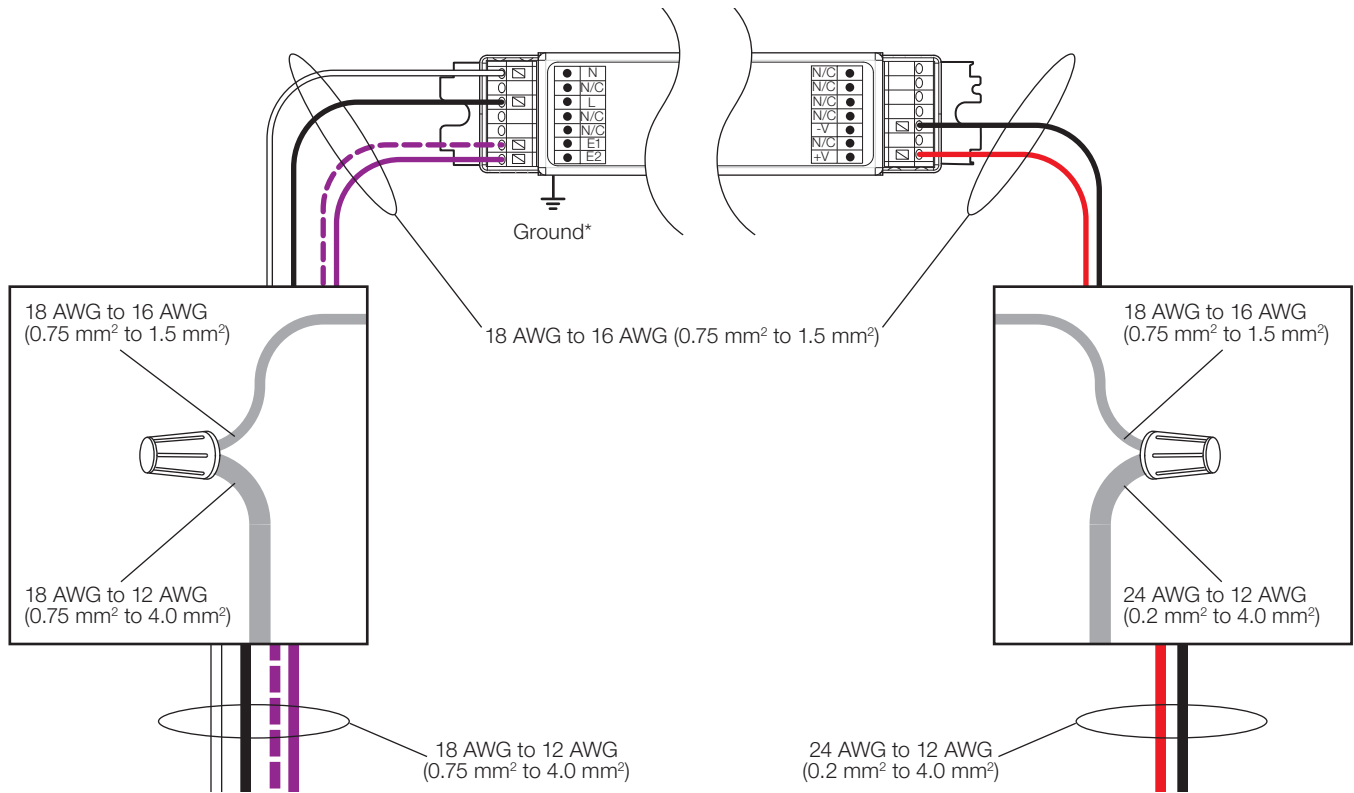 N
N/C
L
N/C
N/C
E1
E2
N/C
N/C
N/C
N/C
-V
N/C
+V
Ground*
18 AWG to 16 AWG
(0.75 mm² to 1.5 mm²)
18 AWG to 16 AWG (0.75 mm² to 1.5 mm²)
18 AWG to 16 AWG
(0.75 mm² to 1.5 mm²)
18 AWG to 12 AWG
(0.75 mm² to 4.0 mm²)
24 AWG to 12 AWG
(0.2 mm² to 4.0 mm²)
18 AWG to 12 AWG
(0.75 mm² to 4.0 mm²)
24 AWG to 12 AWG
(0.2 mm² to 4.0 mm²)